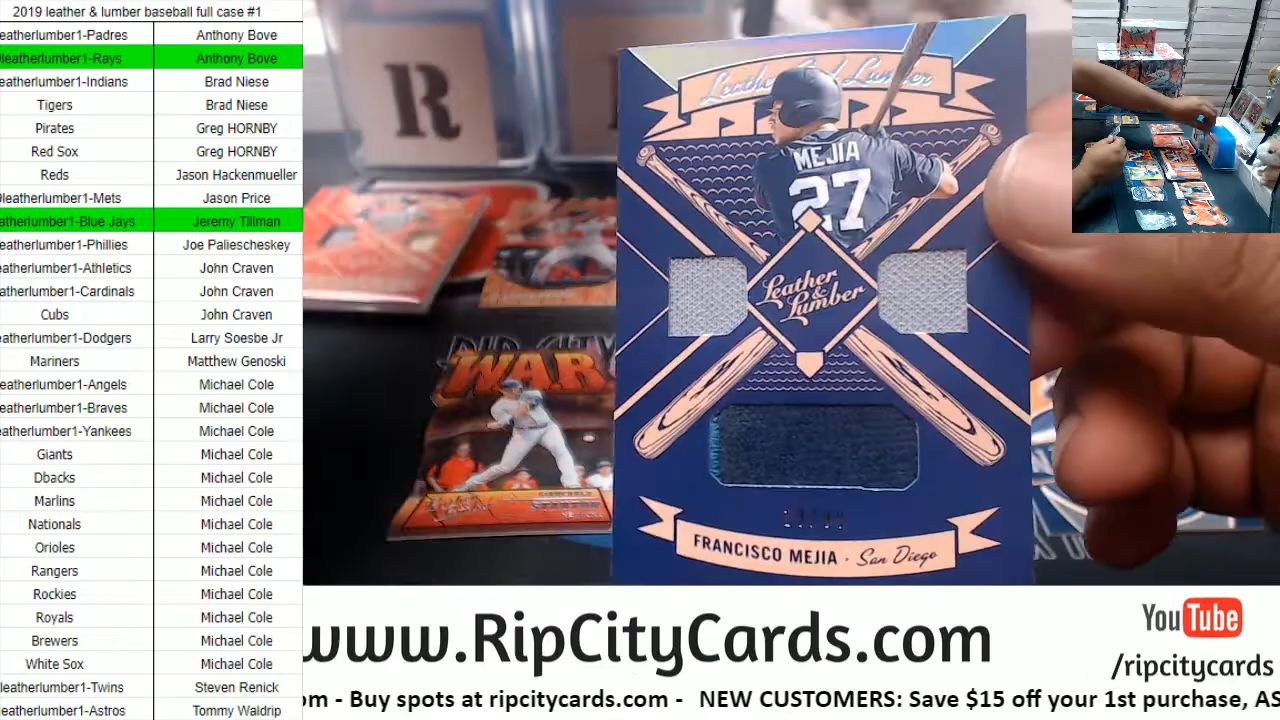 2019 leather & lumber baseball full case #1
eatherlumber1-Padres Anthony Bove
leatherlumber1-Rays Anthony Bove
eatherlumber1-Indians Brad Niese
Tigers Brad Niese
Pirates Greg HORNBY
Red Sox Greg HORNBY
Reds Jason Hackenmueller
leatherlumber1-Mets Jason Price
atherlumber1-Blue Jays Jeremy Tillman
eatherlumber1-Phillies Joe Paliescheskey
eatherlumber1-Athletics John Craven
atherlumber1-Cardinals John Craven
Cubs John Craven
eatherlumber1-Dodgers Larry Soesbe Jr
Mariners Matthew Genoski
eatherlumber1-Angels Michael Cole
eatherlumber1-Braves Michael Cole
eatherlumber1-Yankees Michael Cole
Giants Michael Cole
Dbacks Michael Cole
Marlins Michael Cole
Nationals Michael Cole
Orioles Michael Cole
Rangers Michael Cole
Rockies Michael Cole
Royals Michael Cole
Brewers Michael Cole
White Sox Michael Cole
leatherlumber1-Twins Steven Renick
leatherlumber1-Astros Tommy Waldrip
R
Leather And Lumber
MEJIA
27
Leather
&
Lumber
WAR
FRANCISCO MEJIA · San Diego
www.RipCityCards.com
YouTube
/ripcitycards
om - Buy spots at ripcitycards.com - NEW CUSTOMERS: Save $15 off your 1st purchase, AS